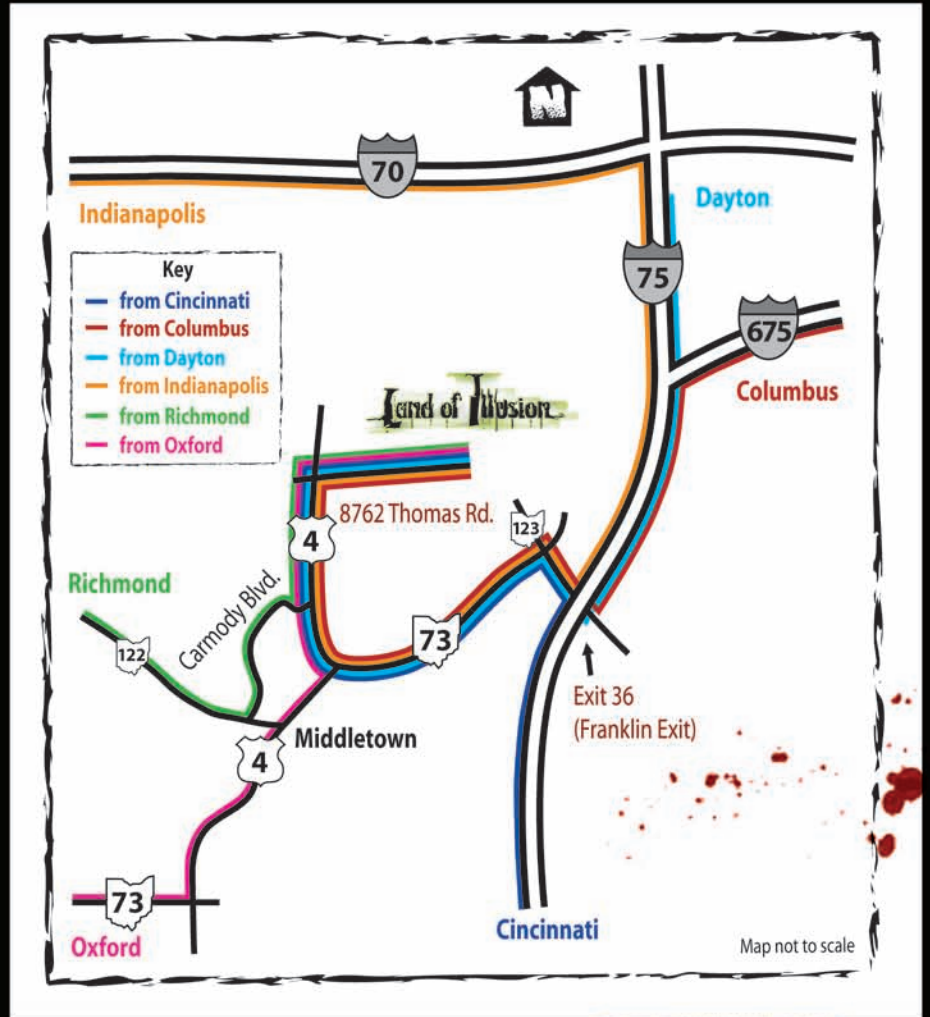 N
70
Indianapolis
Dayton
75
675
Columbus
Key
from Cincinnati
from Columbus
from Dayton
from Indianapolis
from Richmond
from Oxford
Land of Illusion
8762 Thomas Rd.
4
123
Richmond
Carmody Blvd.
122
73
Exit 36
(Franklin Exit)
Middletown
4
73
Oxford
Cincinnati
Map not to scale